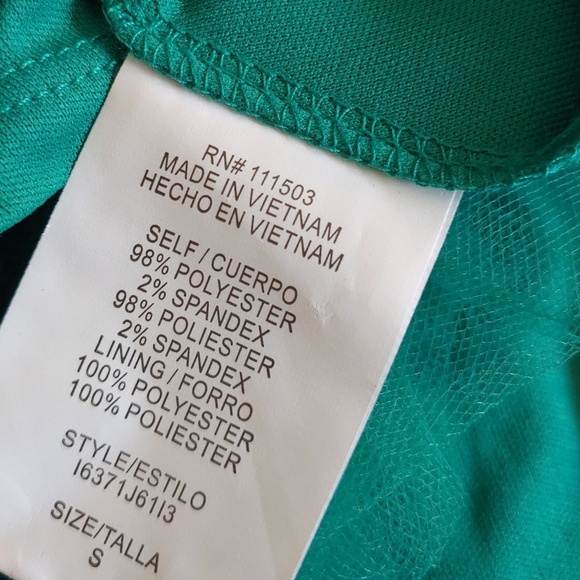 RN# 111503
MADE IN VIETNAM
HECHO EN VIETNAM
SELF / CUERPO
98% POLYESTER
2% SPANDEX
98% POLIESTER
2% SPANDEX
LINING / FORRO
100% POLYESTER
100% POLIESTER
STYLE/ESTILO
I6371J61I3
SIZE/TALLA
S